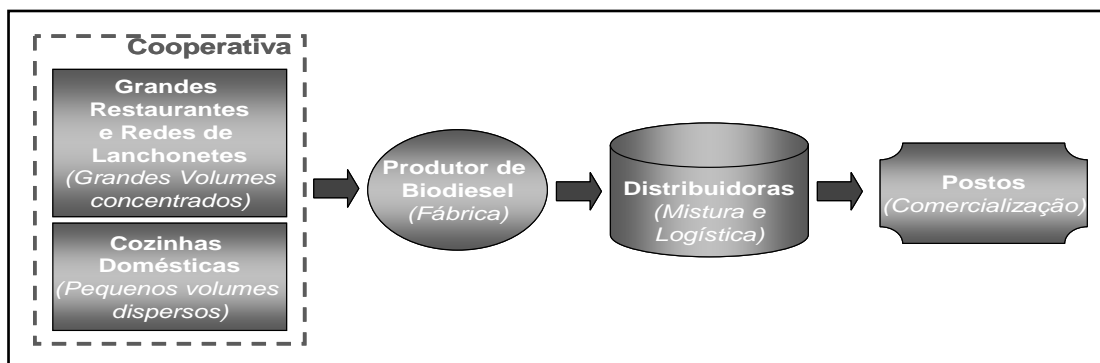 Cooperativa
Grandes
Restaurantes
e Redes de
Lanchonetes
(Grandes Volumes
concentrados)
Cozinhas
Domésticas
(Pequenos volumes
dispersos)
Produtor de
Biodiesel
(Fábrica)
Distribuidoras
(Mistura e
Logística)
Postos
(Comercialização)